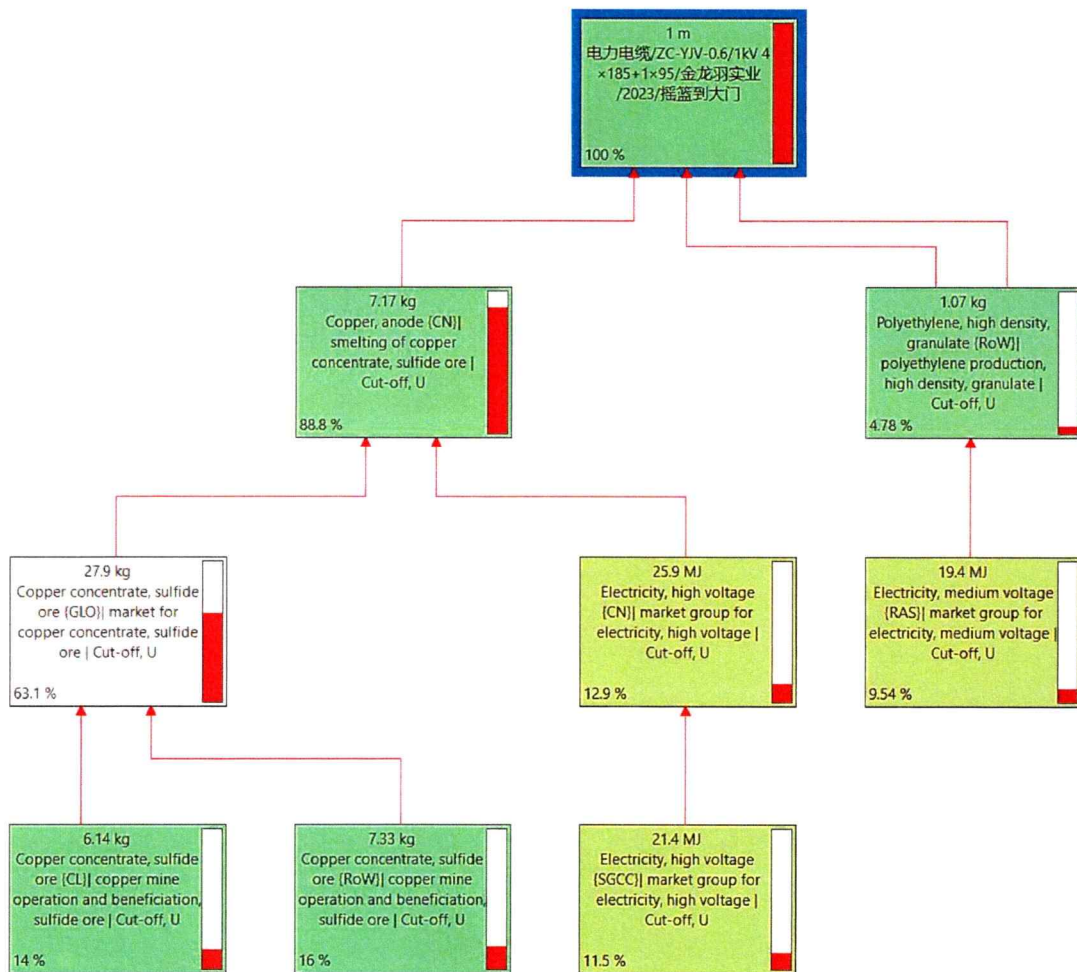 1 m
电力电缆/ZC-YJV-0.6/1kV 4
×185+1×95/金龙羽实业
/2023/摇篮到大门
100 %
7.17 kg
Copper, anode {CN}|
smelting of copper
concentrate, sulfide ore |
Cut-off, U
88.8 %
1.07 kg
Polyethylene, high density,
granulate {RoW}|
polyethylene production,
high density, granulate |
Cut-off, U
4.78 %
27.9 kg
Copper concentrate, sulfide
ore {GLO}| market for
copper concentrate, sulfide
ore | Cut-off, U
63.1 %
25.9 MJ
Electricity, high voltage
{CN}| market group for
electricity, high voltage |
Cut-off, U
12.9 %
19.4 MJ
Electricity, medium voltage
{RAS}| market group for
electricity, medium voltage |
Cut-off, U
9.54 %
6.14 kg
Copper concentrate, sulfide
ore {CL}| copper mine
operation and beneficiation,
sulfide ore | Cut-off, U
14 %
7.33 kg
Copper concentrate, sulfide
ore {RoW}| copper mine
operation and beneficiation,
sulfide ore | Cut-off, U
16 %
21.4 MJ
Electricity, high voltage
{SGCC}| market group for
electricity, high voltage |
Cut-off, U
11.5 %